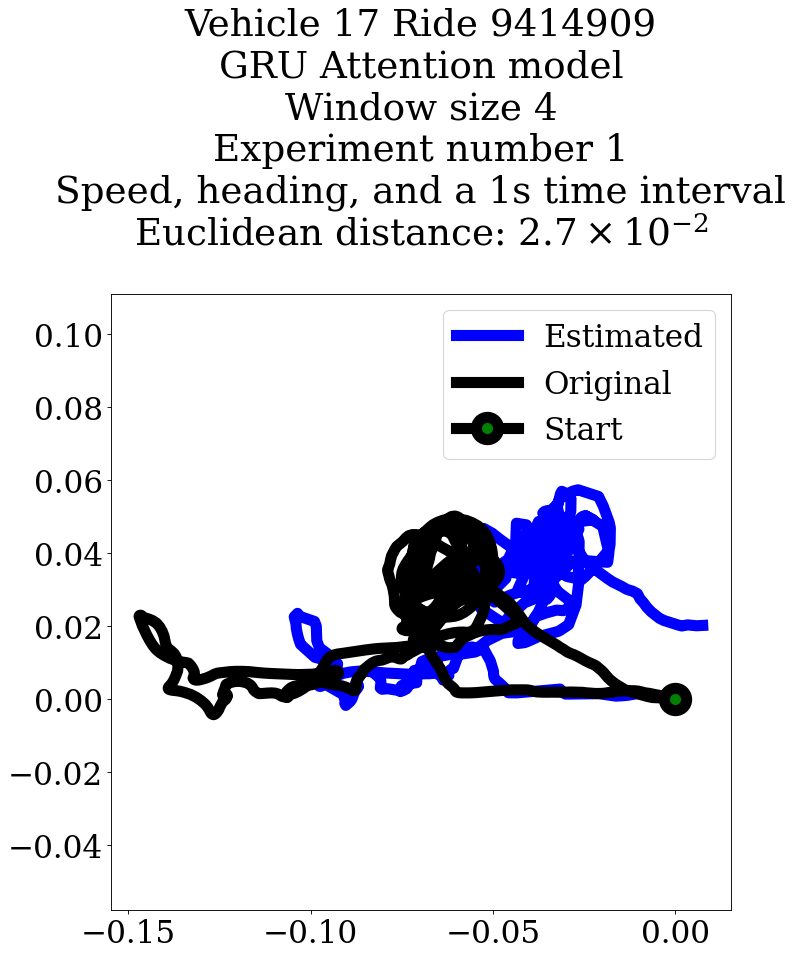 Vehicle 17 Ride 9414909
GRU Attention model
Window size 4
Experiment number 1
Speed, heading, and a 1s time interval
Euclidean distance: 2.7 × 10⁻²
Estimated
Original
Start
0.10
0.08
0.06
0.04
0.02
0.00
−0.02
−0.04
−0.15 −0.10 −0.05 0.00